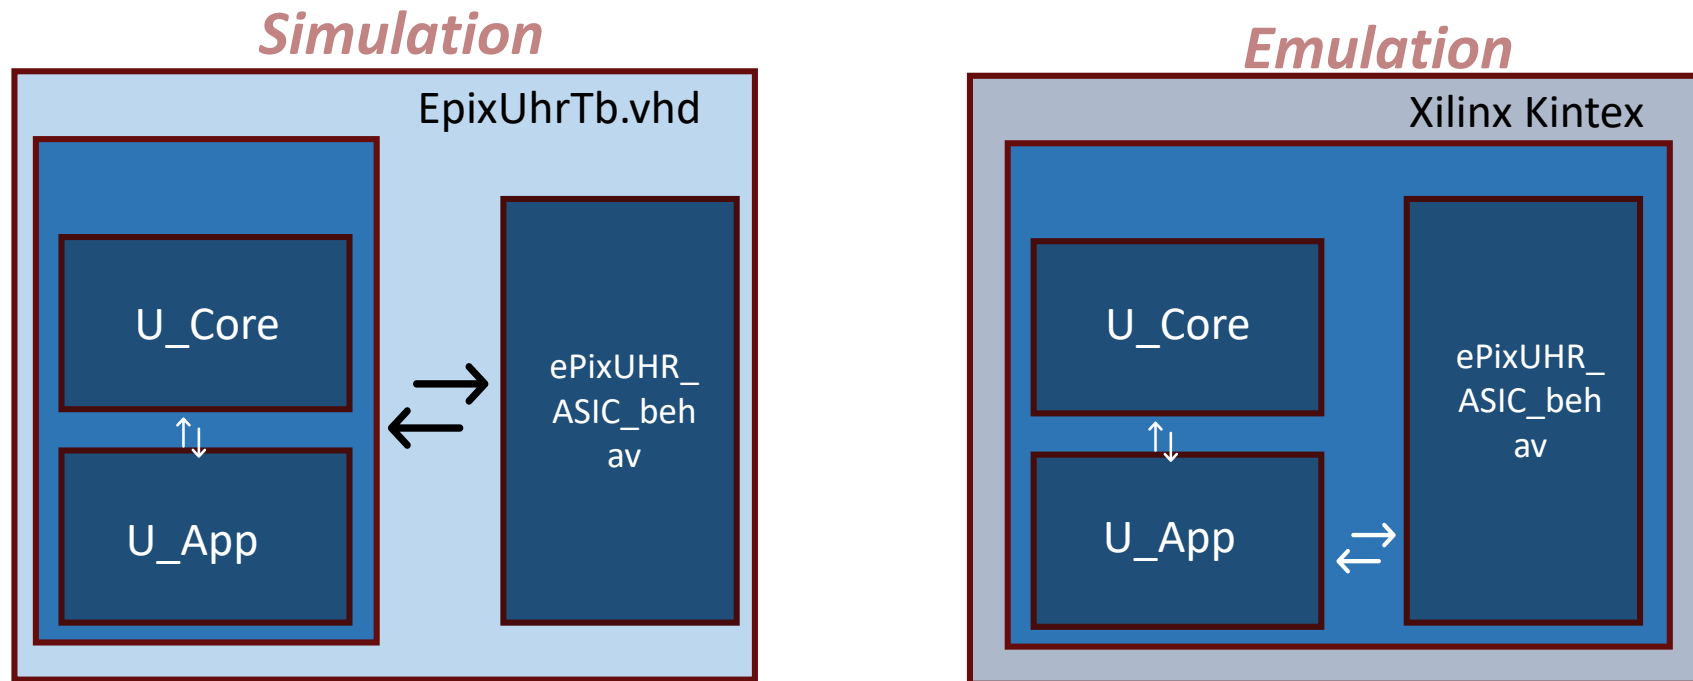 Simulation
EpixUhrTb.vhd
U_Core
U_App
ePixUHR_
ASIC_beh
av
Emulation
Xilinx Kintex
U_Core
U_App
ePixUHR_
ASIC_beh
av